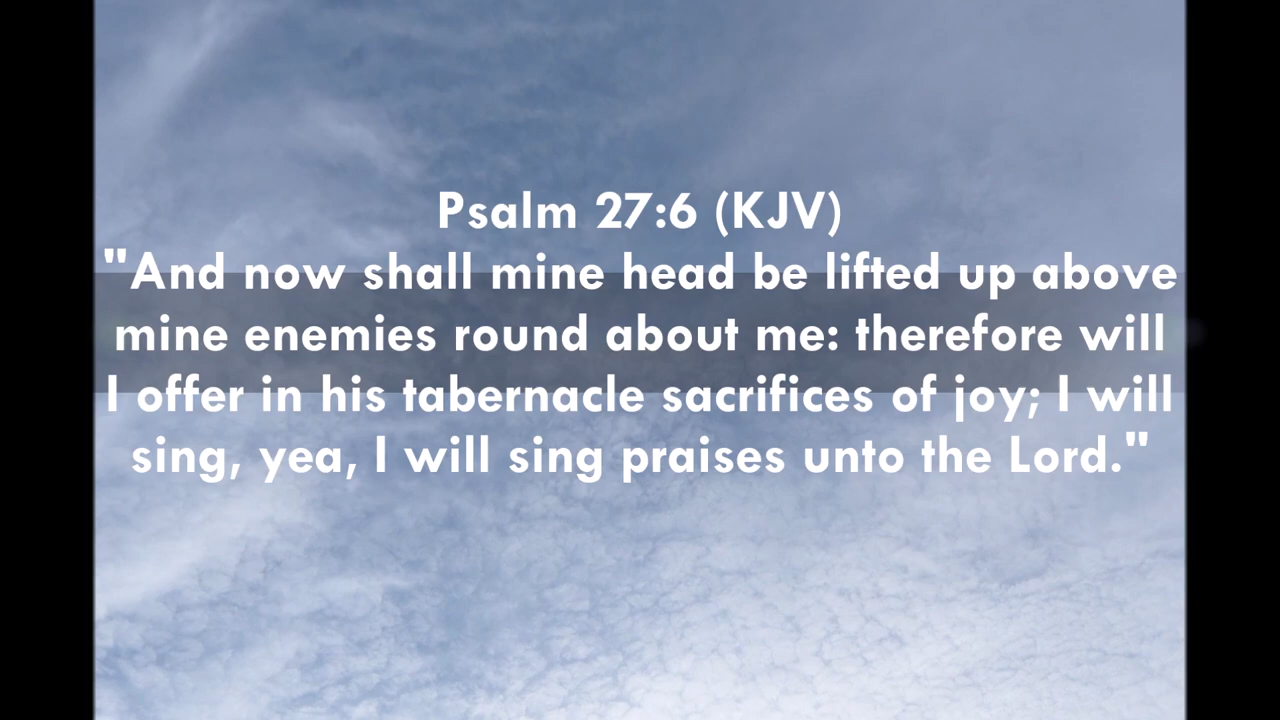 Psalm 27:6 (KJV)
"And now shall mine head be lifted up above
mine enemies round about me: therefore will
I offer in his tabernacle sacrifices of joy; I will
sing, yea, I will sing praises unto the Lord."